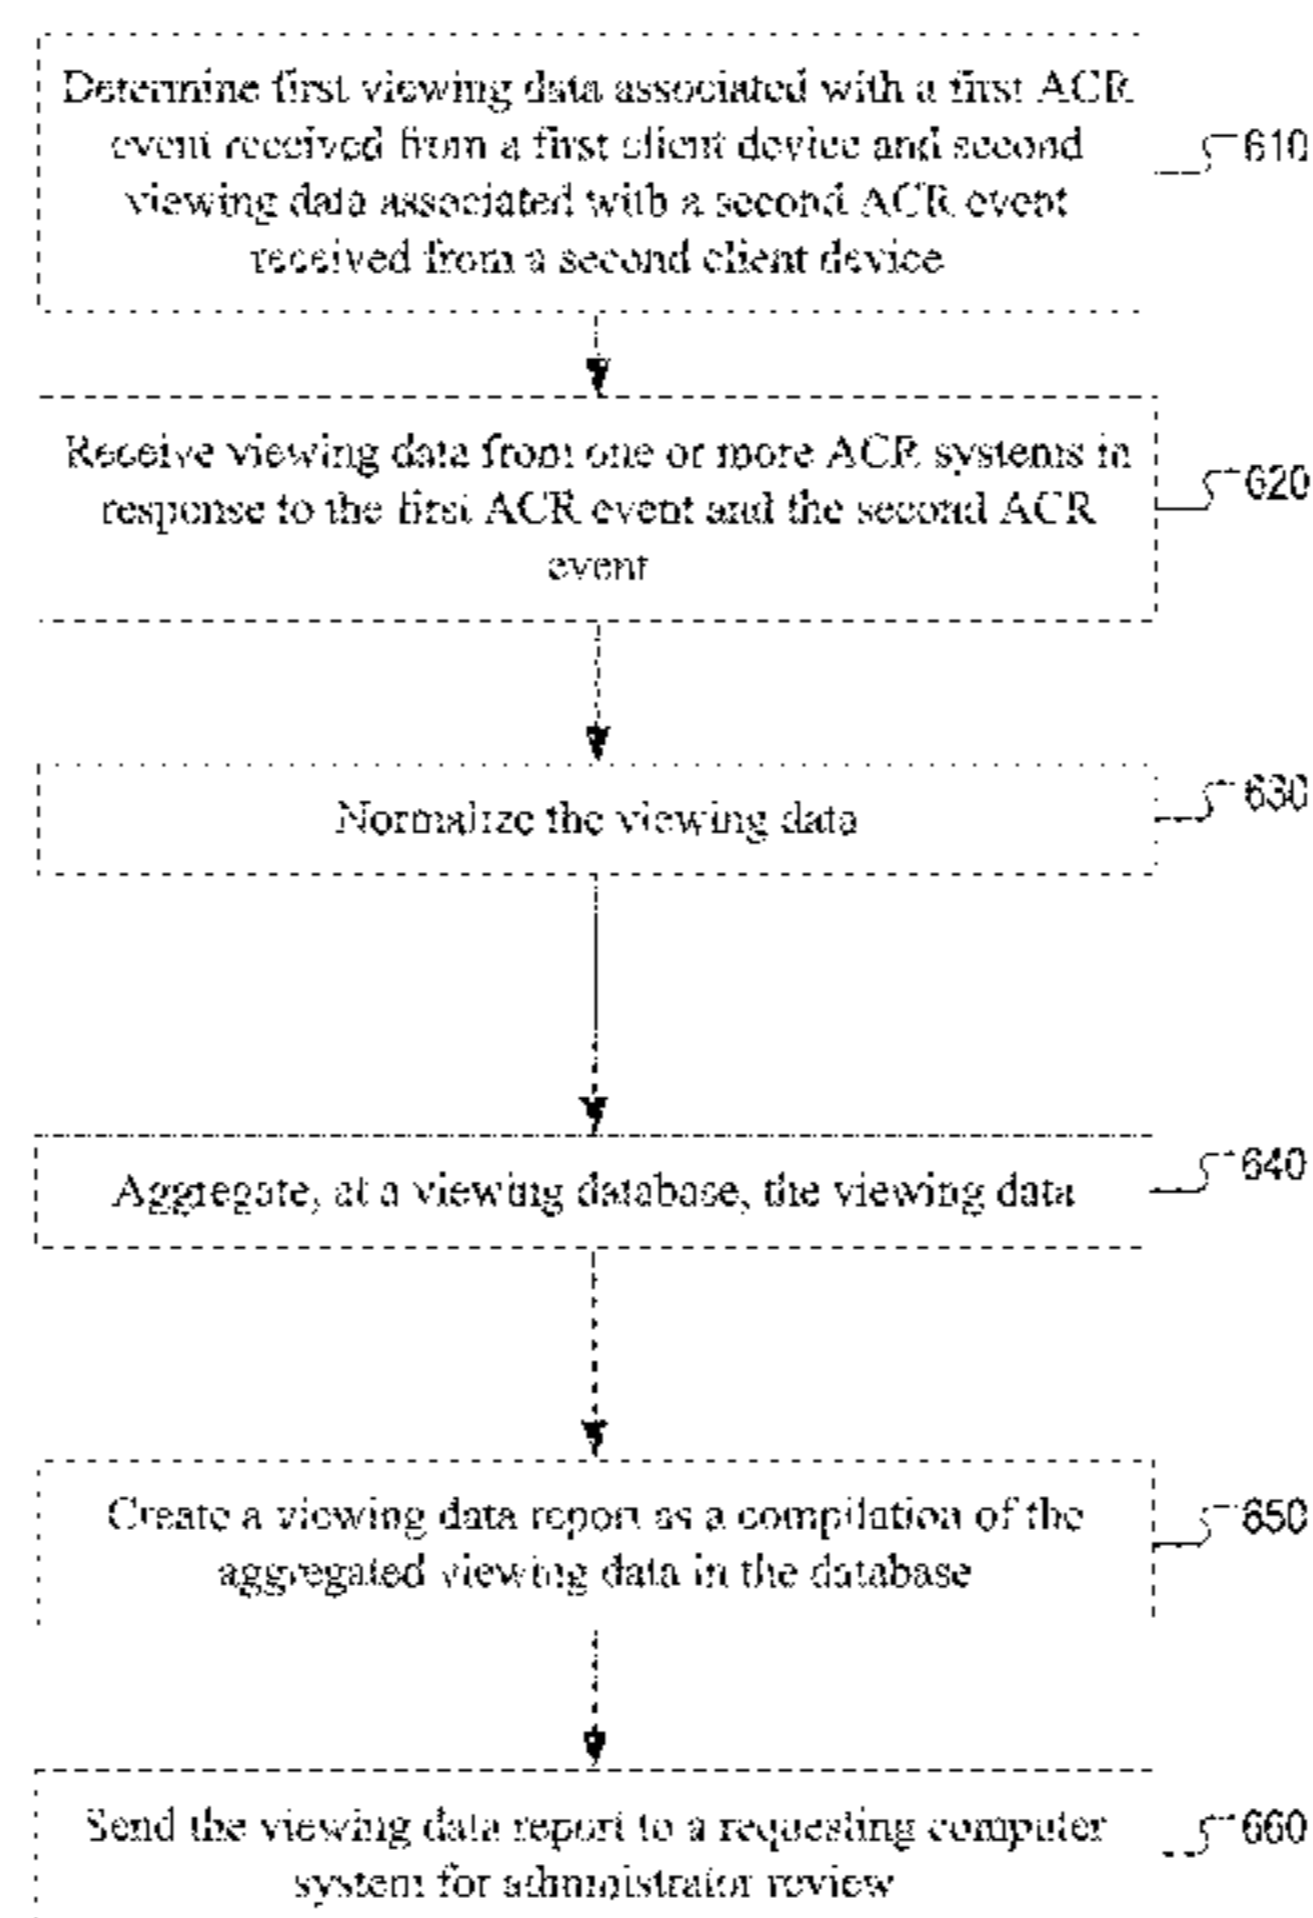 Determine first viewing data associated with a first ACR
event received from a first client device and second
viewing data associated with a second ACR event
received from a second client device
610
Receive viewing data from one or more ACR systems in
response to the first ACR event and the second ACR
event
620
Normalize the viewing data
630
Aggregate, at a viewing database, the viewing data
640
Create a viewing data report as a compilation of the
aggregated viewing data in the database
650
Send the viewing data report to a requesting computer
system for administrator review
660